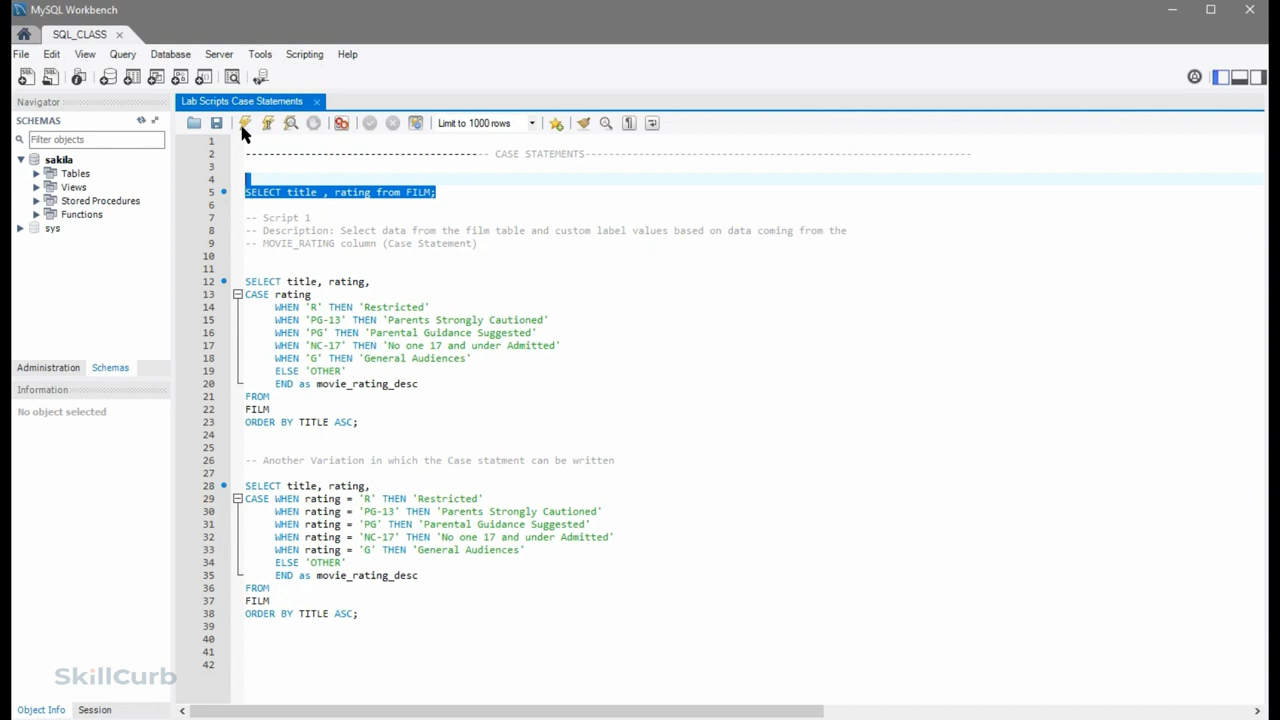 MySQL Workbench
SQL_CLASS
File Edit View Query Database Server Tools Scripting Help
Navigator
SCHEMAS
Filter objects
sakila
Tables
Views
Stored Procedures
Functions
sys
Administration Schemas
Information
No object selected
Object Info Session
Lab Scripts Case Statements
Limit to 1000 rows
1
2 --------------------------------------- CASE STATEMENTS-----------------------------------------------------------------
3
4
5 SELECT title , rating from FILM;
6
7 -- Script 1
8 -- Description: Select data from the film table and custom label values based on data coming from the
9 -- MOVIE_RATING column (Case Statement)
10
11
12 SELECT title, rating,
13 CASE rating
14 WHEN 'R' THEN 'Restricted'
15 WHEN 'PG-13' THEN 'Parents Strongly Cautioned'
16 WHEN 'PG' THEN 'Parental Guidance Suggested'
17 WHEN 'NC-17' THEN 'No one 17 and under Admitted'
18 WHEN 'G' THEN 'General Audiences'
19 ELSE 'OTHER'
20 END as movie_rating_desc
21 FROM
22 FILM
23 ORDER BY TITLE ASC;
24
25
26 -- Another Variation in which the Case statment can be written
27
28 SELECT title, rating,
29 CASE WHEN rating = 'R' THEN 'Restricted'
30 WHEN rating = 'PG-13' THEN 'Parents Strongly Cautioned'
31 WHEN rating = 'PG' THEN 'Parental Guidance Suggested'
32 WHEN rating = 'NC-17' THEN 'No one 17 and under Admitted'
33 WHEN rating = 'G' THEN 'General Audiences'
34 ELSE 'OTHER'
35 END as movie_rating_desc
36 FROM
37 FILM
38 ORDER BY TITLE ASC;
39
40
41
42
SkillCurb